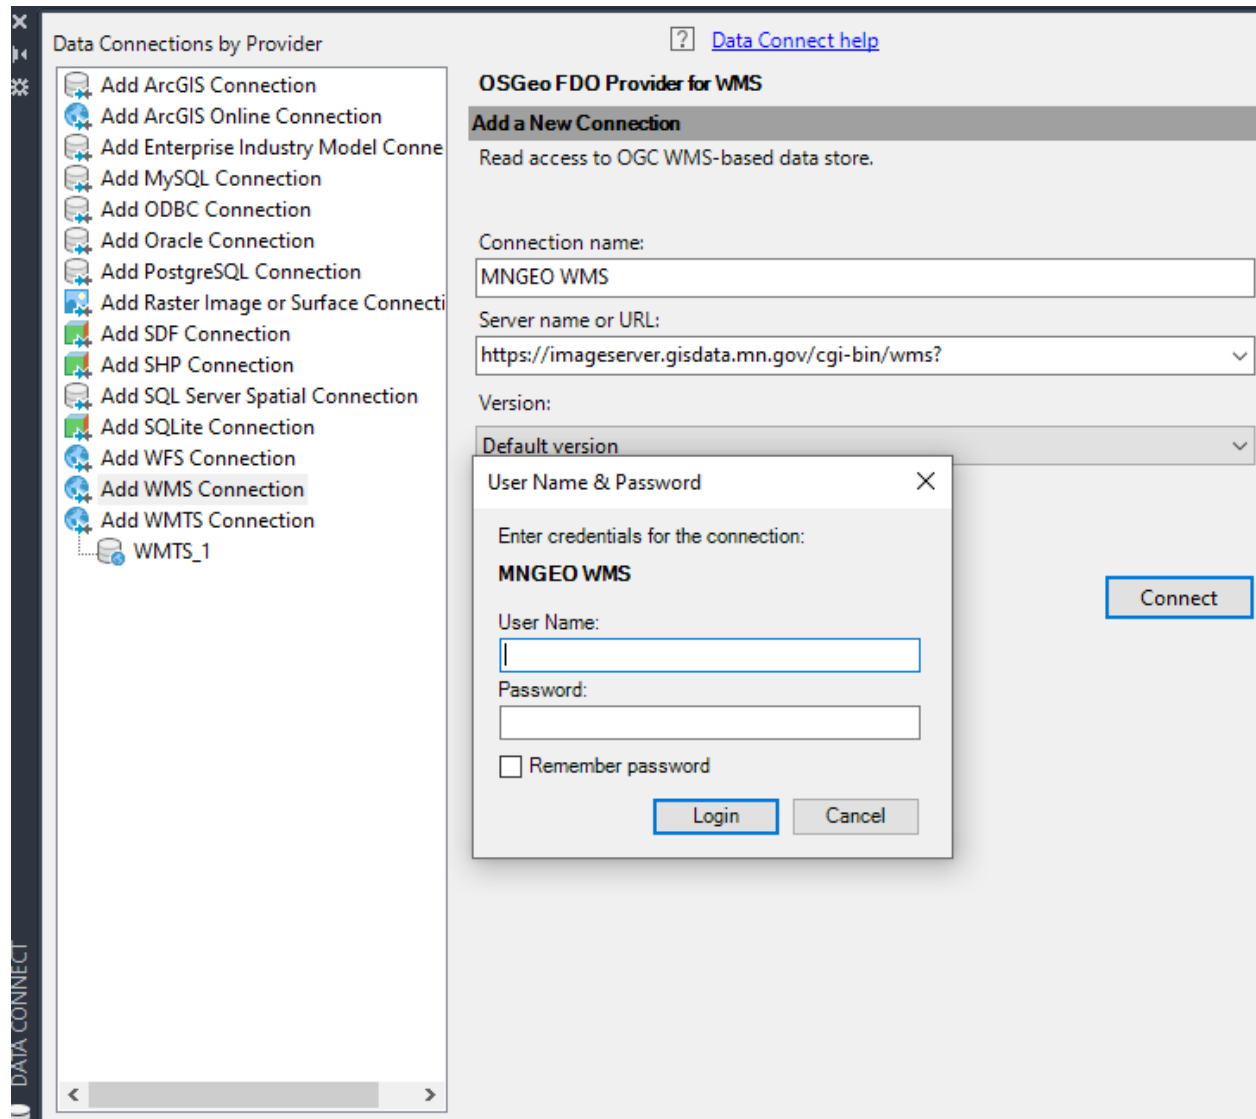 Data Connections by Provider
Add ArcGIS Connection
Add ArcGIS Online Connection
Add Enterprise Industry Model Conne
Add MySQL Connection
Add ODBC Connection
Add Oracle Connection
Add PostgreSQL Connection
Add Raster Image or Surface Connecti
Add SDF Connection
Add SHP Connection
Add SQL Server Spatial Connection
Add SQLite Connection
Add WFS Connection
Add WMS Connection
Add WMTS Connection
WMTS_1
DATA CONNECT
? Data Connect help
OSGeo FDO Provider for WMS
Add a New Connection
Read access to OGC WMS-based data store.
Connection name:
MNGEO WMS
Server name or URL:
https://imageserver.gisdata.mn.gov/cgi-bin/wms?
Version:
Default version
Connect
User Name & Password
Enter credentials for the connection:
MNGEO WMS
User Name:
Password:
Remember password
Login Cancel